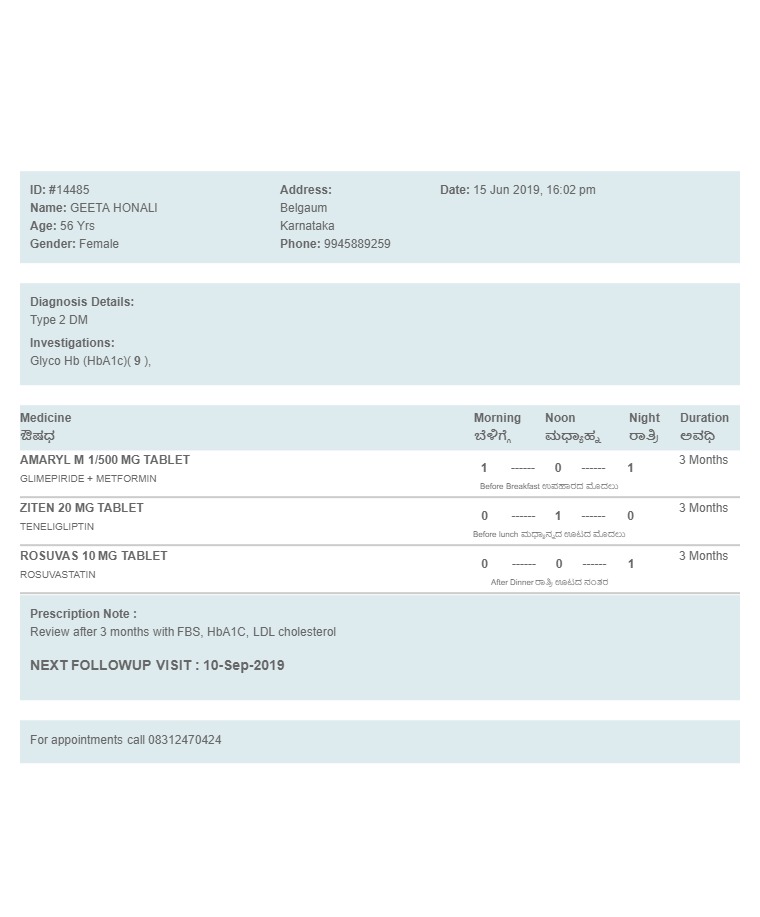 ID: #14485
Name: GEETA HONALI
Age: 56 Yrs
Gender: Female
Address:
Belgaum
Karnataka
Phone: 9945889259
Date: 15 Jun 2019, 16:02 pm
Diagnosis Details:
Type 2 DM
Investigations:
Glyco Hb (HbA1c)( 9 ),
Medicine Morning Noon Night Duration
ಔಷಧ ಬೆಳಿಗ್ಗೆ ಮಧ್ಯಾಹ್ನ ರಾತ್ರಿ ಅವಧಿ
AMARYL M 1/500 MG TABLET 1 ------ 0 ------ 1 3 Months
GLIMEPIRIDE + METFORMIN
Before Breakfast ಉಪಹಾರದ ಮೊದಲು
ZITEN 20 MG TABLET 0 ------ 1 ------ 0 3 Months
TENELIGLIPTIN
Before lunch ಮಧ್ಯಾನ್ನದ ಊಟದ ಮೊದಲು
ROSUVAS 10 MG TABLET 0 ------ 0 ------ 1 3 Months
ROSUVASTATIN
After Dinner ರಾತ್ರಿ ಊಟದ ನಂತರ
Prescription Note :
Review after 3 months with FBS, HbA1C, LDL cholesterol
NEXT FOLLOWUP VISIT : 10-Sep-2019
For appointments call 08312470424